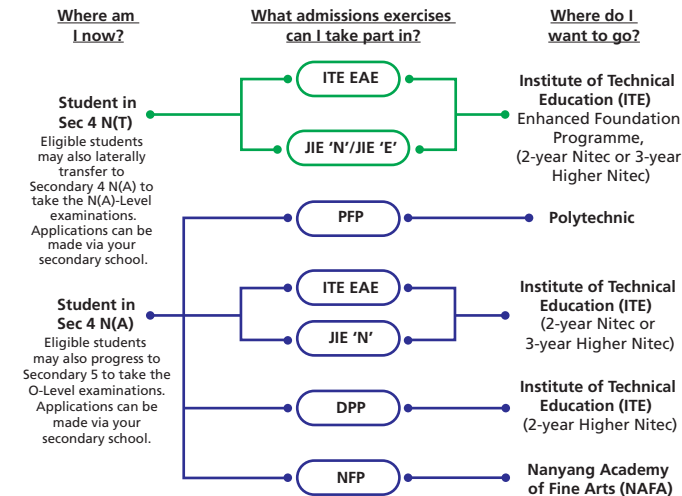 Where am
I now?
What admissions exercises
can I take part in?
Where do I
want to go?
Student in
Sec 4 N(T)
Eligible students
may also laterally
transfer to
Secondary 4 N(A) to
take the N(A)-Level
examinations.
Applications can be
made via your
secondary school.
ITE EAE
JIE ‘N’/JIE ‘E’
Institute of Technical
Education (ITE)
Enhanced Foundation
Programme,
(2-year Nitec or 3-year
Higher Nitec)
Student in
Sec 4 N(A)
Eligible students
may also progress to
Secondary 5 to take the
O-Level examinations.
Applications can be
made via your
secondary school.
PFP
Polytechnic
ITE EAE
JIE ‘N’
Institute of Technical
Education (ITE)
(2-year Nitec or
3-year Higher Nitec)
DPP
Institute of Technical
Education (ITE)
(2-year Higher Nitec)
NFP
Nanyang Academy
of Fine Arts (NAFA)